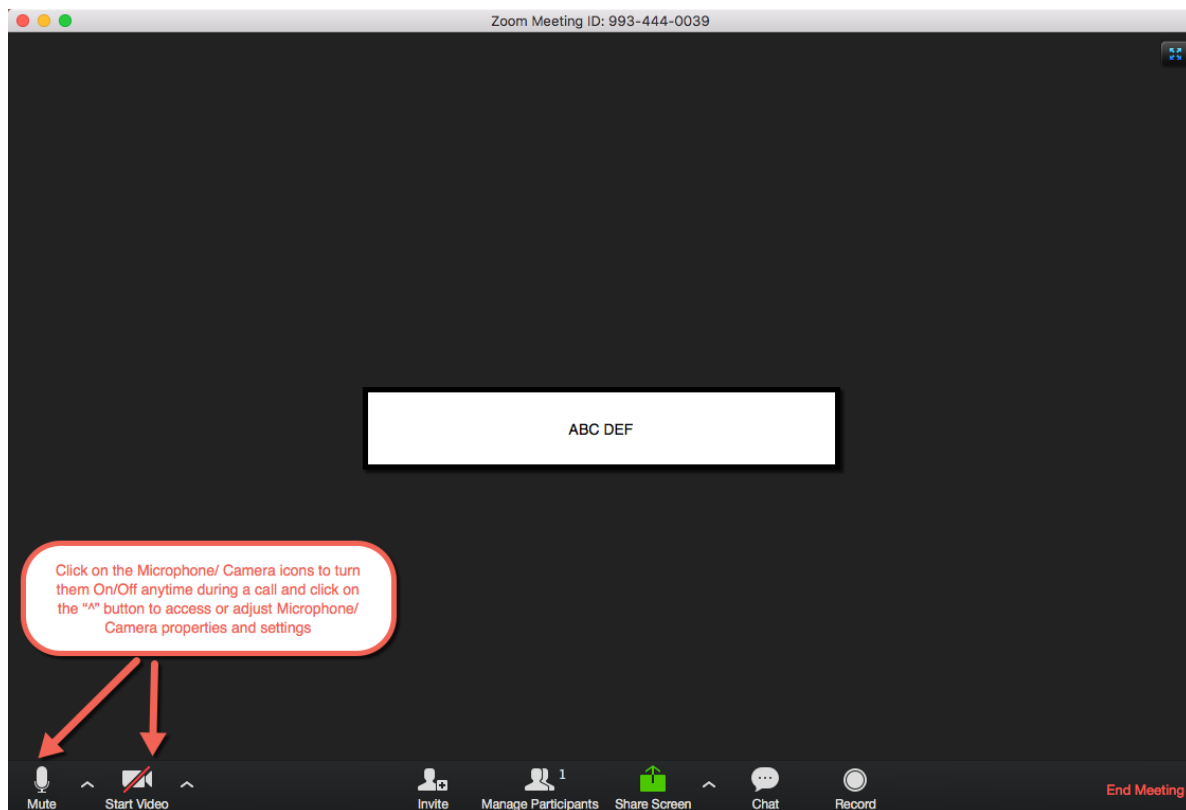 Zoom Meeting ID: 993-444-0039
ABC DEF
Click on the Microphone/ Camera icons to turn
them On/Off anytime during a call and click on
the “^” button to access or adjust Microphone/
Camera properties and settings
1
Mute Start Video Invite Manage Participants Share Screen Chat Record End Meeting